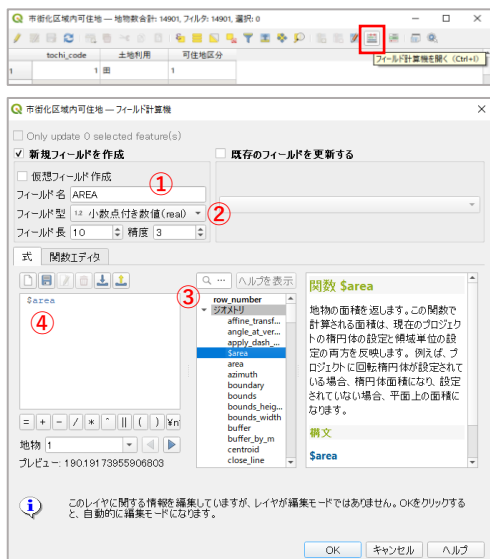 市街化区域内可住地 — 地物数合計: 14901, フィルタ: 14901, 選択: 0
フィールド計算機を開く (Ctrl+I)
tochi_code 土地利用 可住地区分
1 1 田 1
市街化区域内可住地 — フィールド計算機
Only update 0 selected feature(s)
新規フィールドを作成 既存のフィールドを更新する
仮想フィールド作成
①
フィールド名 AREA
フィールド型 1.2 小数点付き数値(real) ②
フィールド長 10 精度 3
式 関数エディタ
ヘルプを表示
③
$area
④
row_number
ジオメトリ
affine_transf...
angle_at_ver...
apply_dash_...
$area
area
azimuth
boundary
bounds
bounds_heig...
bounds_width
buffer
buffer_by_m
centroid
close_line
関数 $area
地物の面積を返します。この関数で
計算される面積は、現在のプロジェク
トの楕円体の設定と領域単位の設
定の両方を反映します。 例えば、プ
ロジェクトに回転楕円体が設定されて
いる場合、楕円体面積になり、設定
されていない場合、平面上の面積に
なります。
構文
$area
= + - / * ^ || ( ) ¥n
地物 1
プレビュー: 190.19173955906803
このレイヤに関する情報を編集していますが、レイヤが編集モードではありません。OKをクリックする
と、自動的に編集モードになります。
OK キャンセル ヘルプ